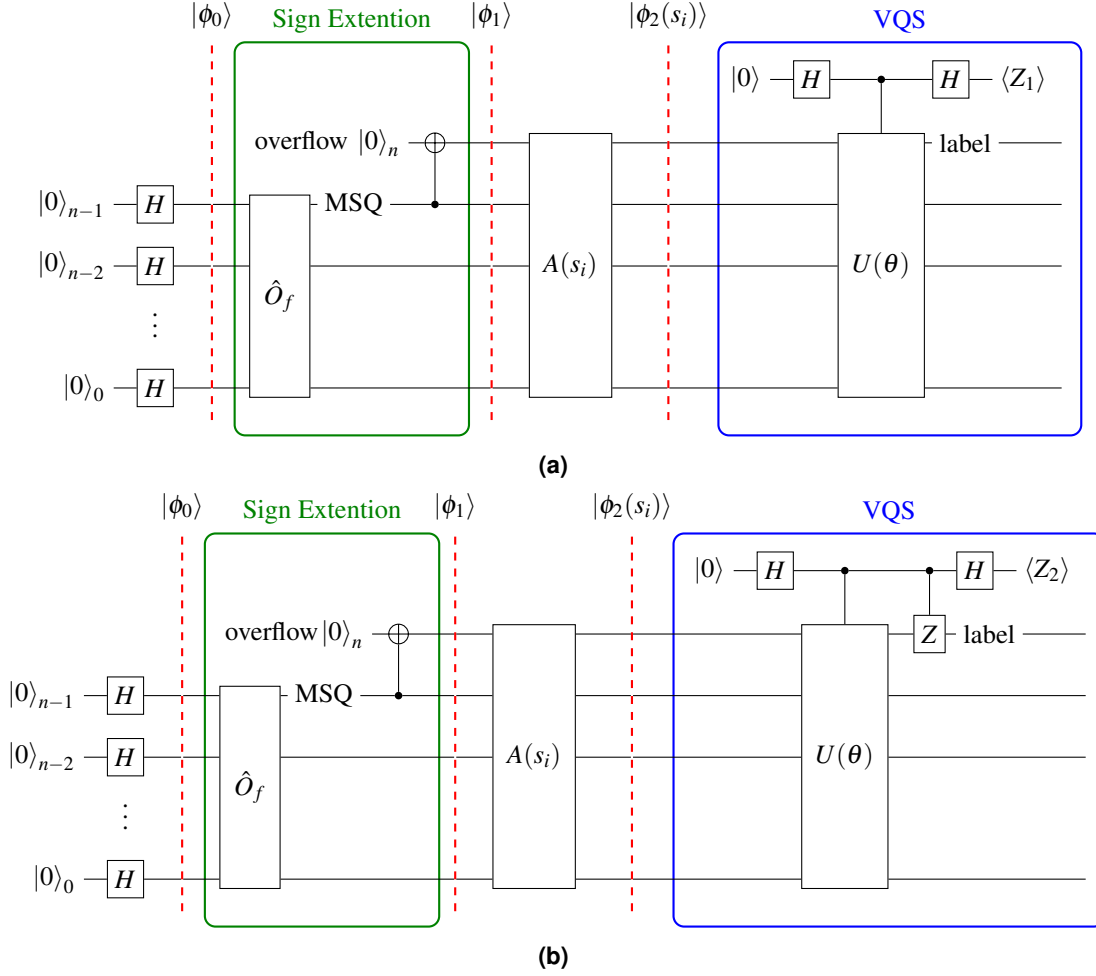 |ϕ₀⟩ Sign Extention |ϕ₁⟩ |ϕ₂(sᵢ)⟩ VQS
|0⟩ H H ⟨Z₁⟩
overflow |0⟩ₙ label
|0⟩ₙ₋₁ H MSQ
|0⟩ₙ₋₂ H Ô_f A(sᵢ) U(θ)
⋮
|0⟩₀ H
(a)
|ϕ₀⟩ Sign Extention |ϕ₁⟩ |ϕ₂(sᵢ)⟩ VQS
|0⟩ H H ⟨Z₂⟩
overflow |0⟩ₙ Z label
|0⟩ₙ₋₁ H MSQ
|0⟩ₙ₋₂ H Ô_f A(sᵢ) U(θ)
⋮
|0⟩₀ H
(b)